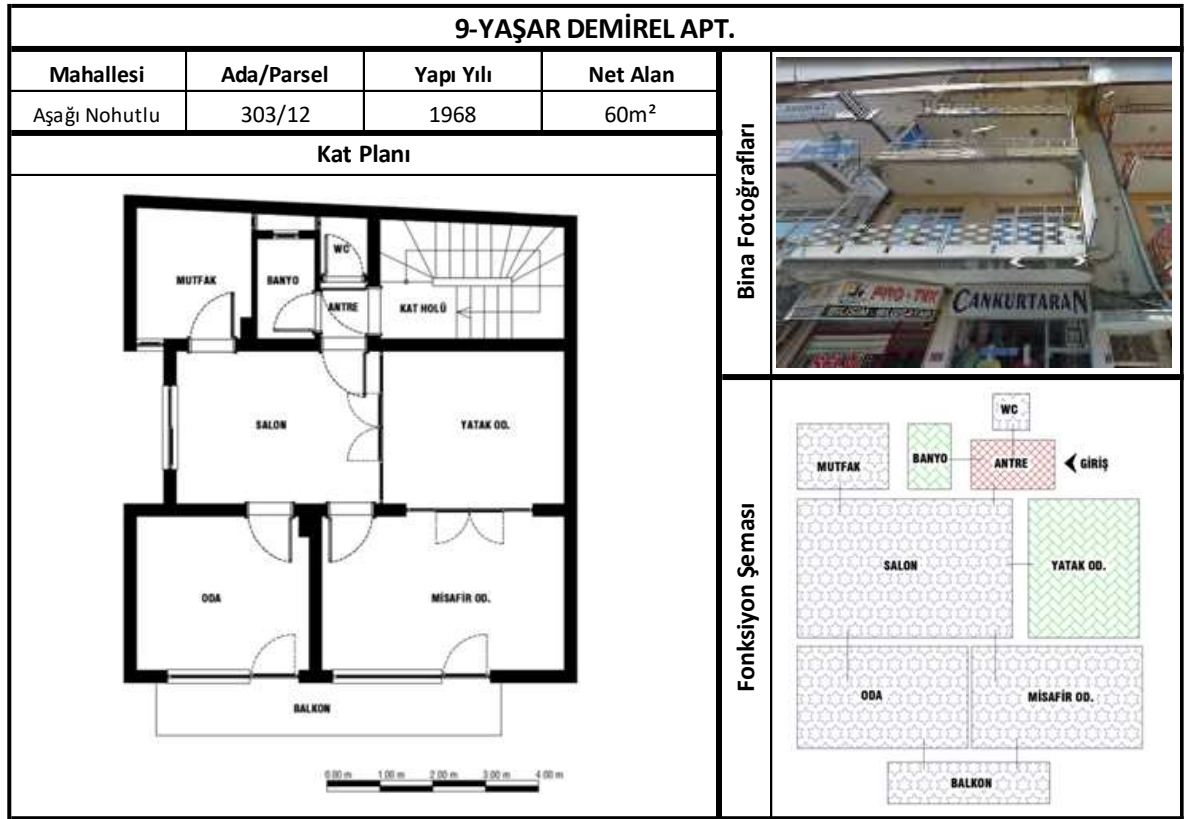 9-YAŞAR DEMİREL APT.
Mahallesi
Ada/Parsel
Yapı Yılı
Net Alan
Aşağı Nohutlu
303/12
1968
60m²
Kat Planı
MUTFAK
BANYO
WC
ANTRE
KAT HOLÜ
SALON
YATAK OD.
ODA
MİSAFİR OD.
BALKON
0.00 m
1.00 m
2.00 m
3.00 m
4.00 m
Bina Fotoğrafları
PRO-TEK
CANKURTARAN
Fonksiyon Şeması
WC
MUTFAK
BANYO
ANTRE
GİRİŞ
SALON
YATAK OD.
ODA
MİSAFİR OD.
BALKON